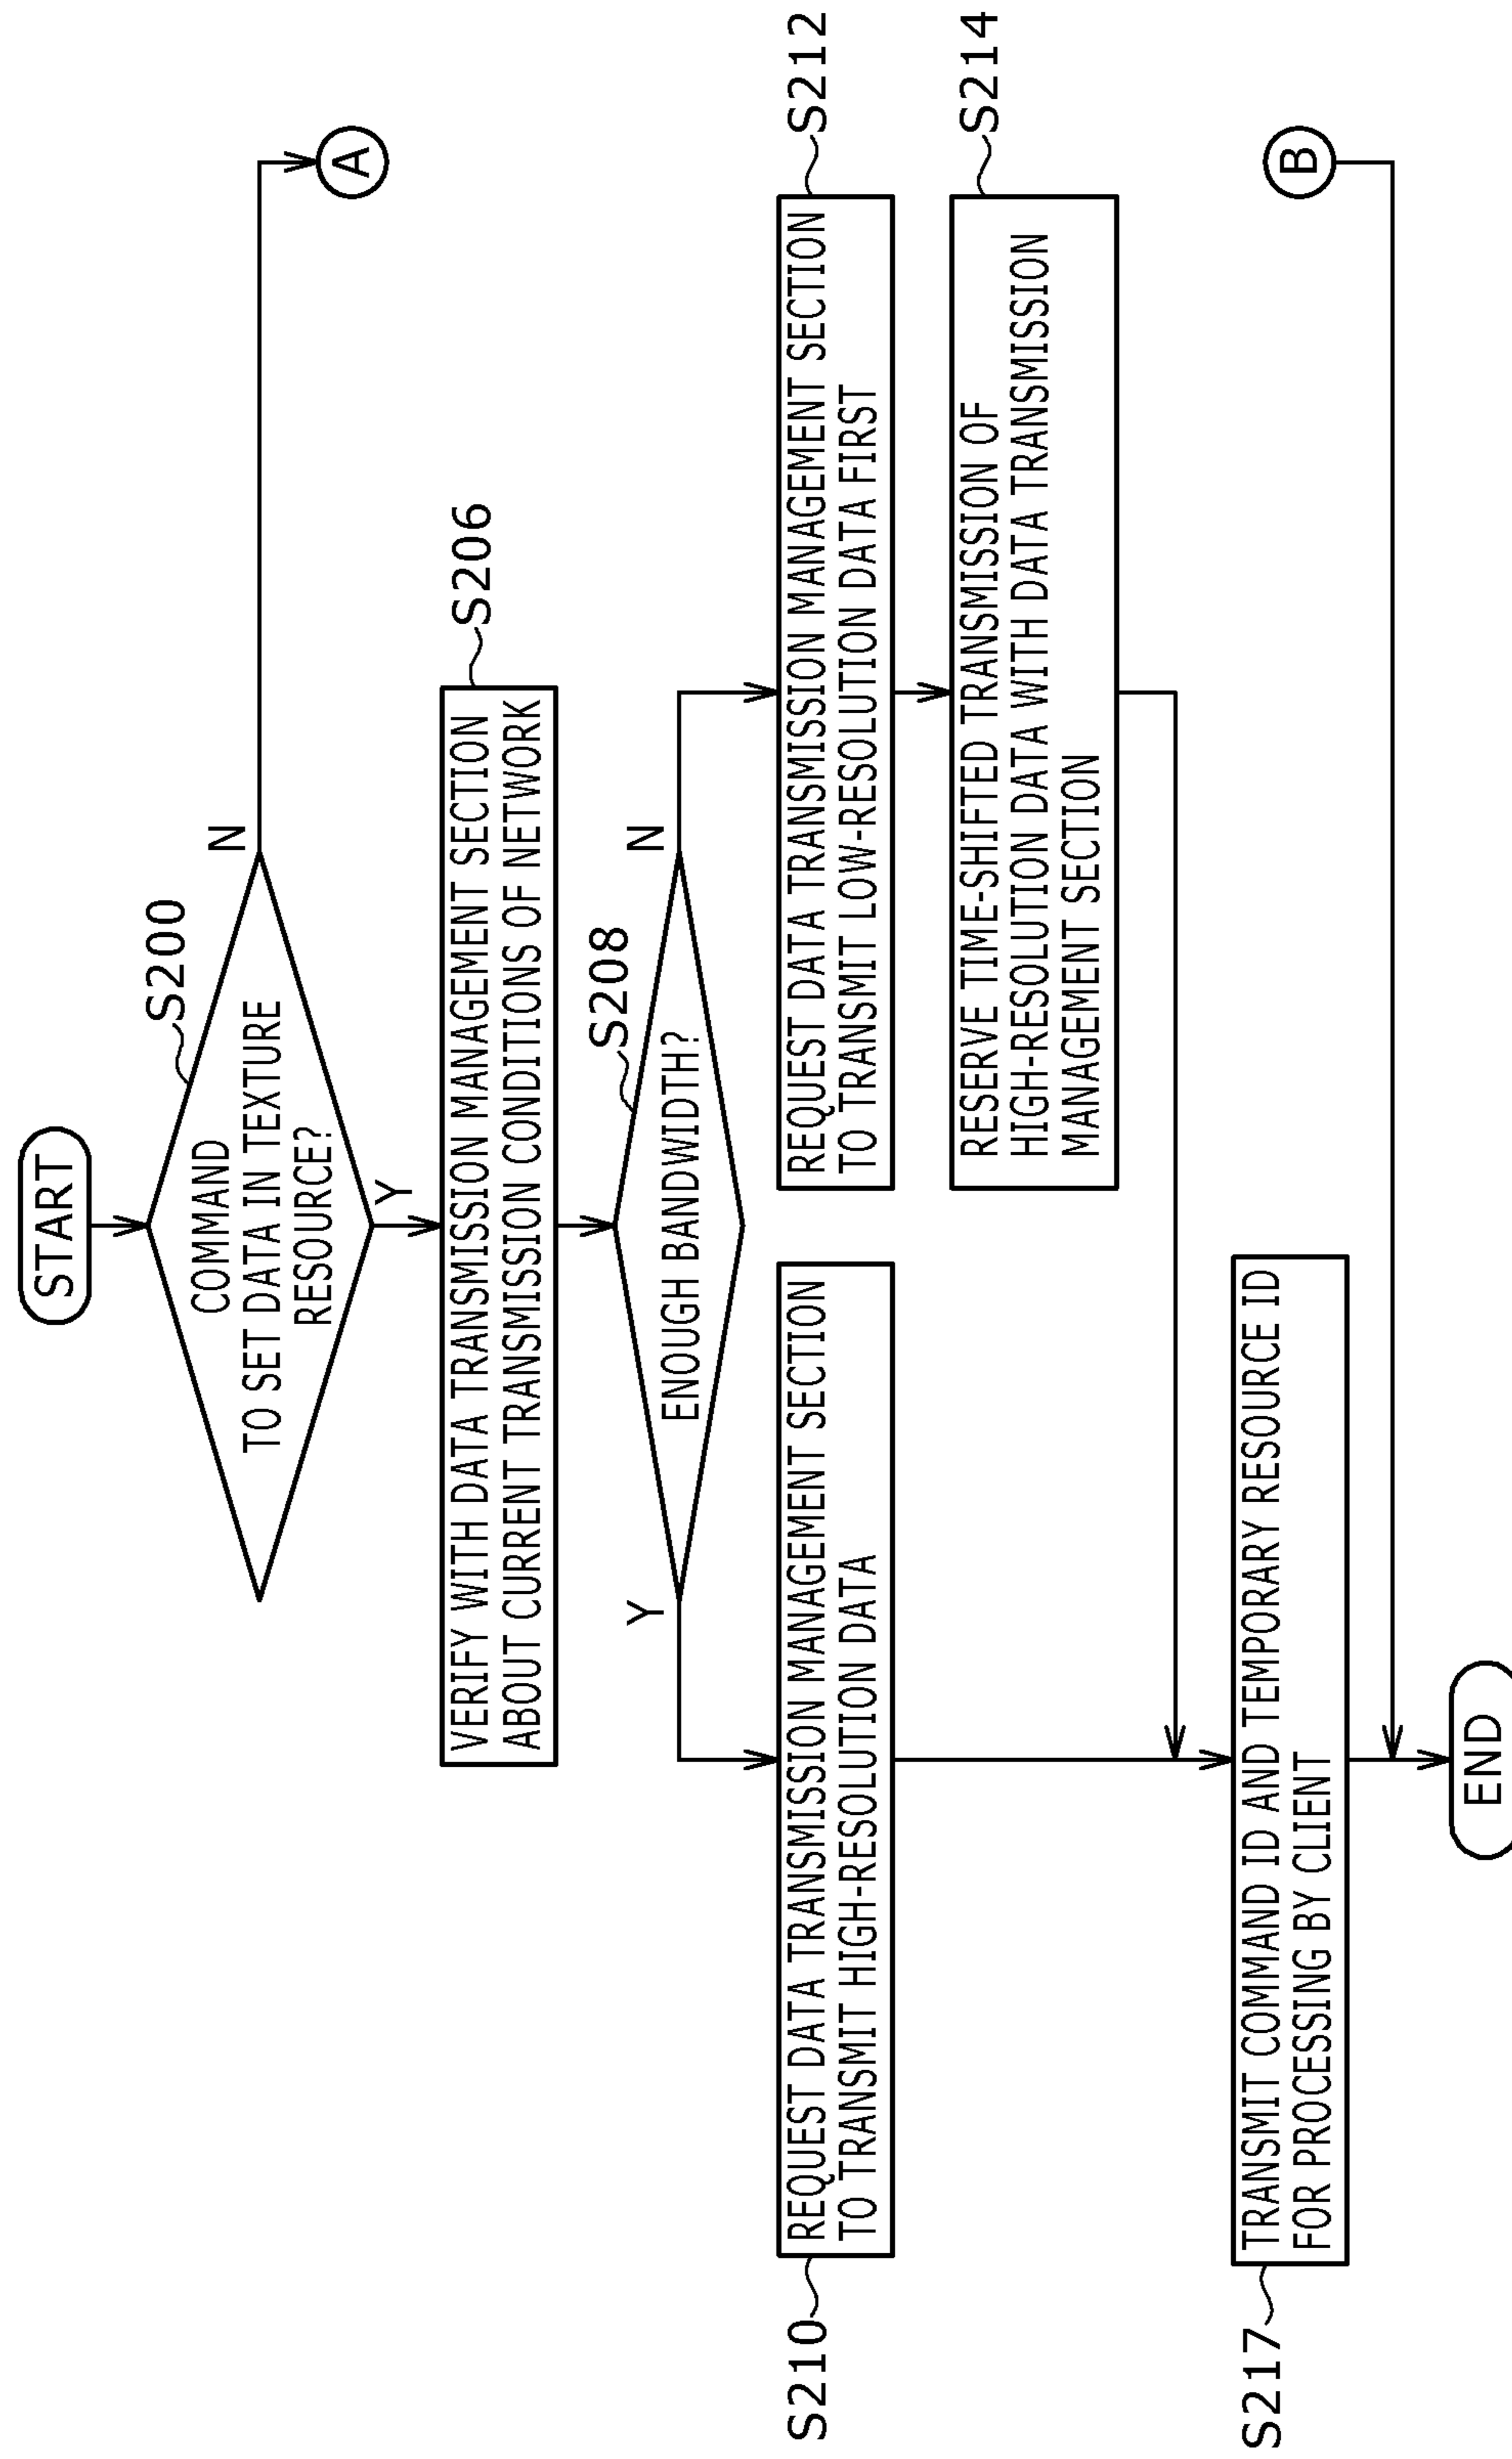 START
S200
COMMAND
TO SET DATA IN TEXTURE
RESOURCE?
N
A
Y
S206
VERIFY WITH DATA TRANSMISSION MANAGEMENT SECTION
ABOUT CURRENT TRANSMISSION CONDITIONS OF NETWORK
S208
ENOUGH BANDWIDTH?
Y
N
S210
REQUEST DATA TRANSMISSION MANAGEMENT SECTION
TO TRANSMIT HIGH-RESOLUTION DATA
S212
REQUEST DATA TRANSMISSION MANAGEMENT SECTION
TO TRANSMIT LOW-RESOLUTION DATA FIRST
S214
RESERVE TIME-SHIFTED TRANSMISSION OF
HIGH-RESOLUTION DATA WITH DATA TRANSMISSION
MANAGEMENT SECTION
S217
TRANSMIT COMMAND ID AND TEMPORARY RESOURCE ID
FOR PROCESSING BY CLIENT
B
END